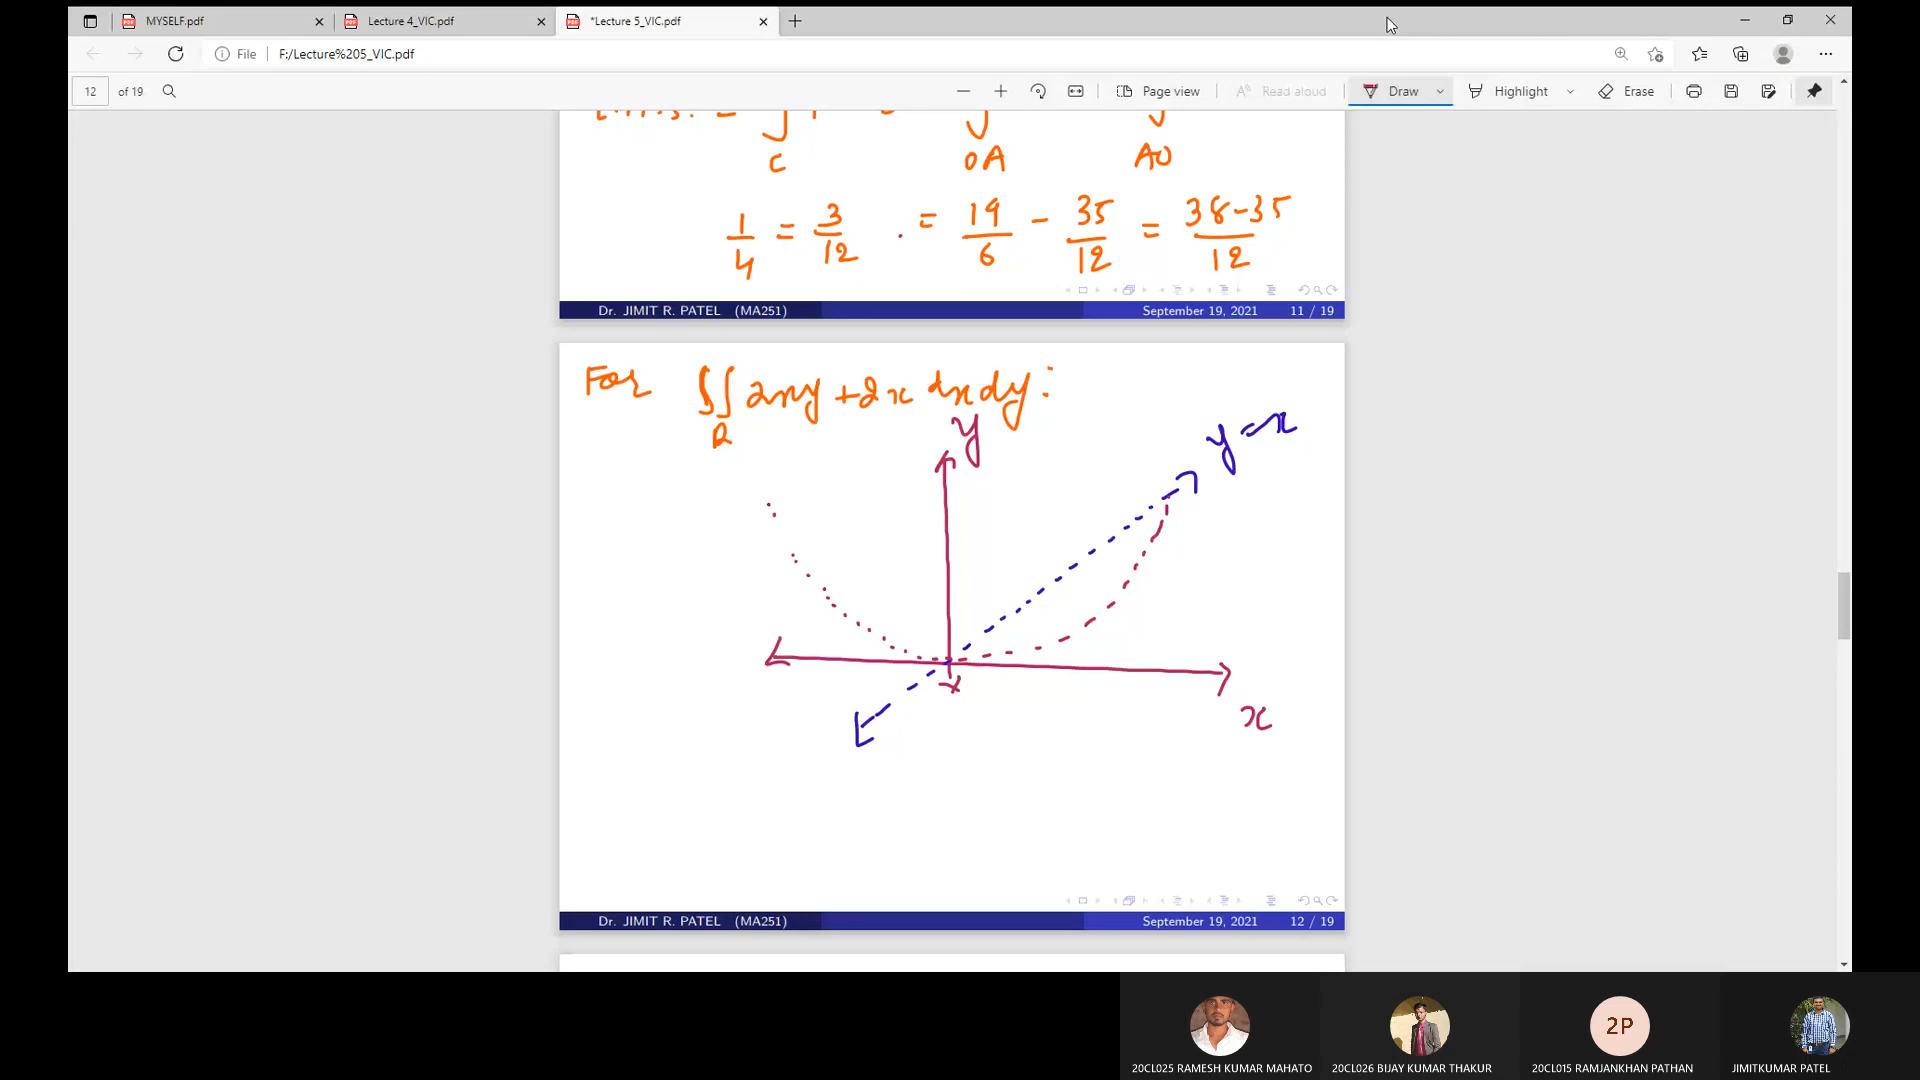 MYSELF.pdf
Lecture 4_VIC.pdf
*Lecture 5_VIC.pdf
File
F:/Lecture%205_VIC.pdf
12
of 19
Page view
Read aloud
Draw
Highlight
Erase
C OA AO
1/4 = 3/12 . = 19/6 - 35/12 = 38-35/12
Dr. JIMIT R. PATEL (MA251) September 19, 2021 11 / 19
For ∬ 2xy + 2x dx dy :
R
y
y = x
x
Dr. JIMIT R. PATEL (MA251) September 19, 2021 12 / 19
2P
20CL025 RAMESH KUMAR MAHATO
20CL026 BIJAY KUMAR THAKUR
20CL015 RAMJANKHAN PATHAN
JIMITKUMAR PATEL